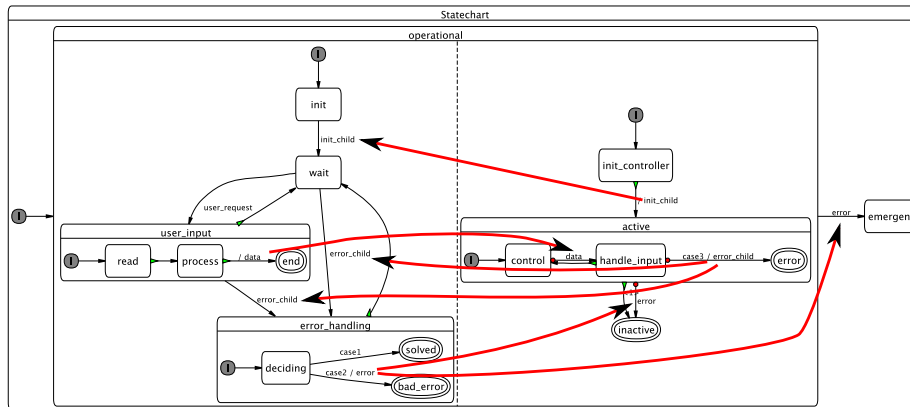 Statechart
operational
I
init
I
init_child
wait
init_controller
/ init_child
user_request
I
error
emergen
user_input
active
/ data
error_child
I
read
process
end
I
control
data
handle_input
case3 / error_child
error
error_child
error
error_handling
inactive
case1
solved
I
deciding
case2 / error
bad_error